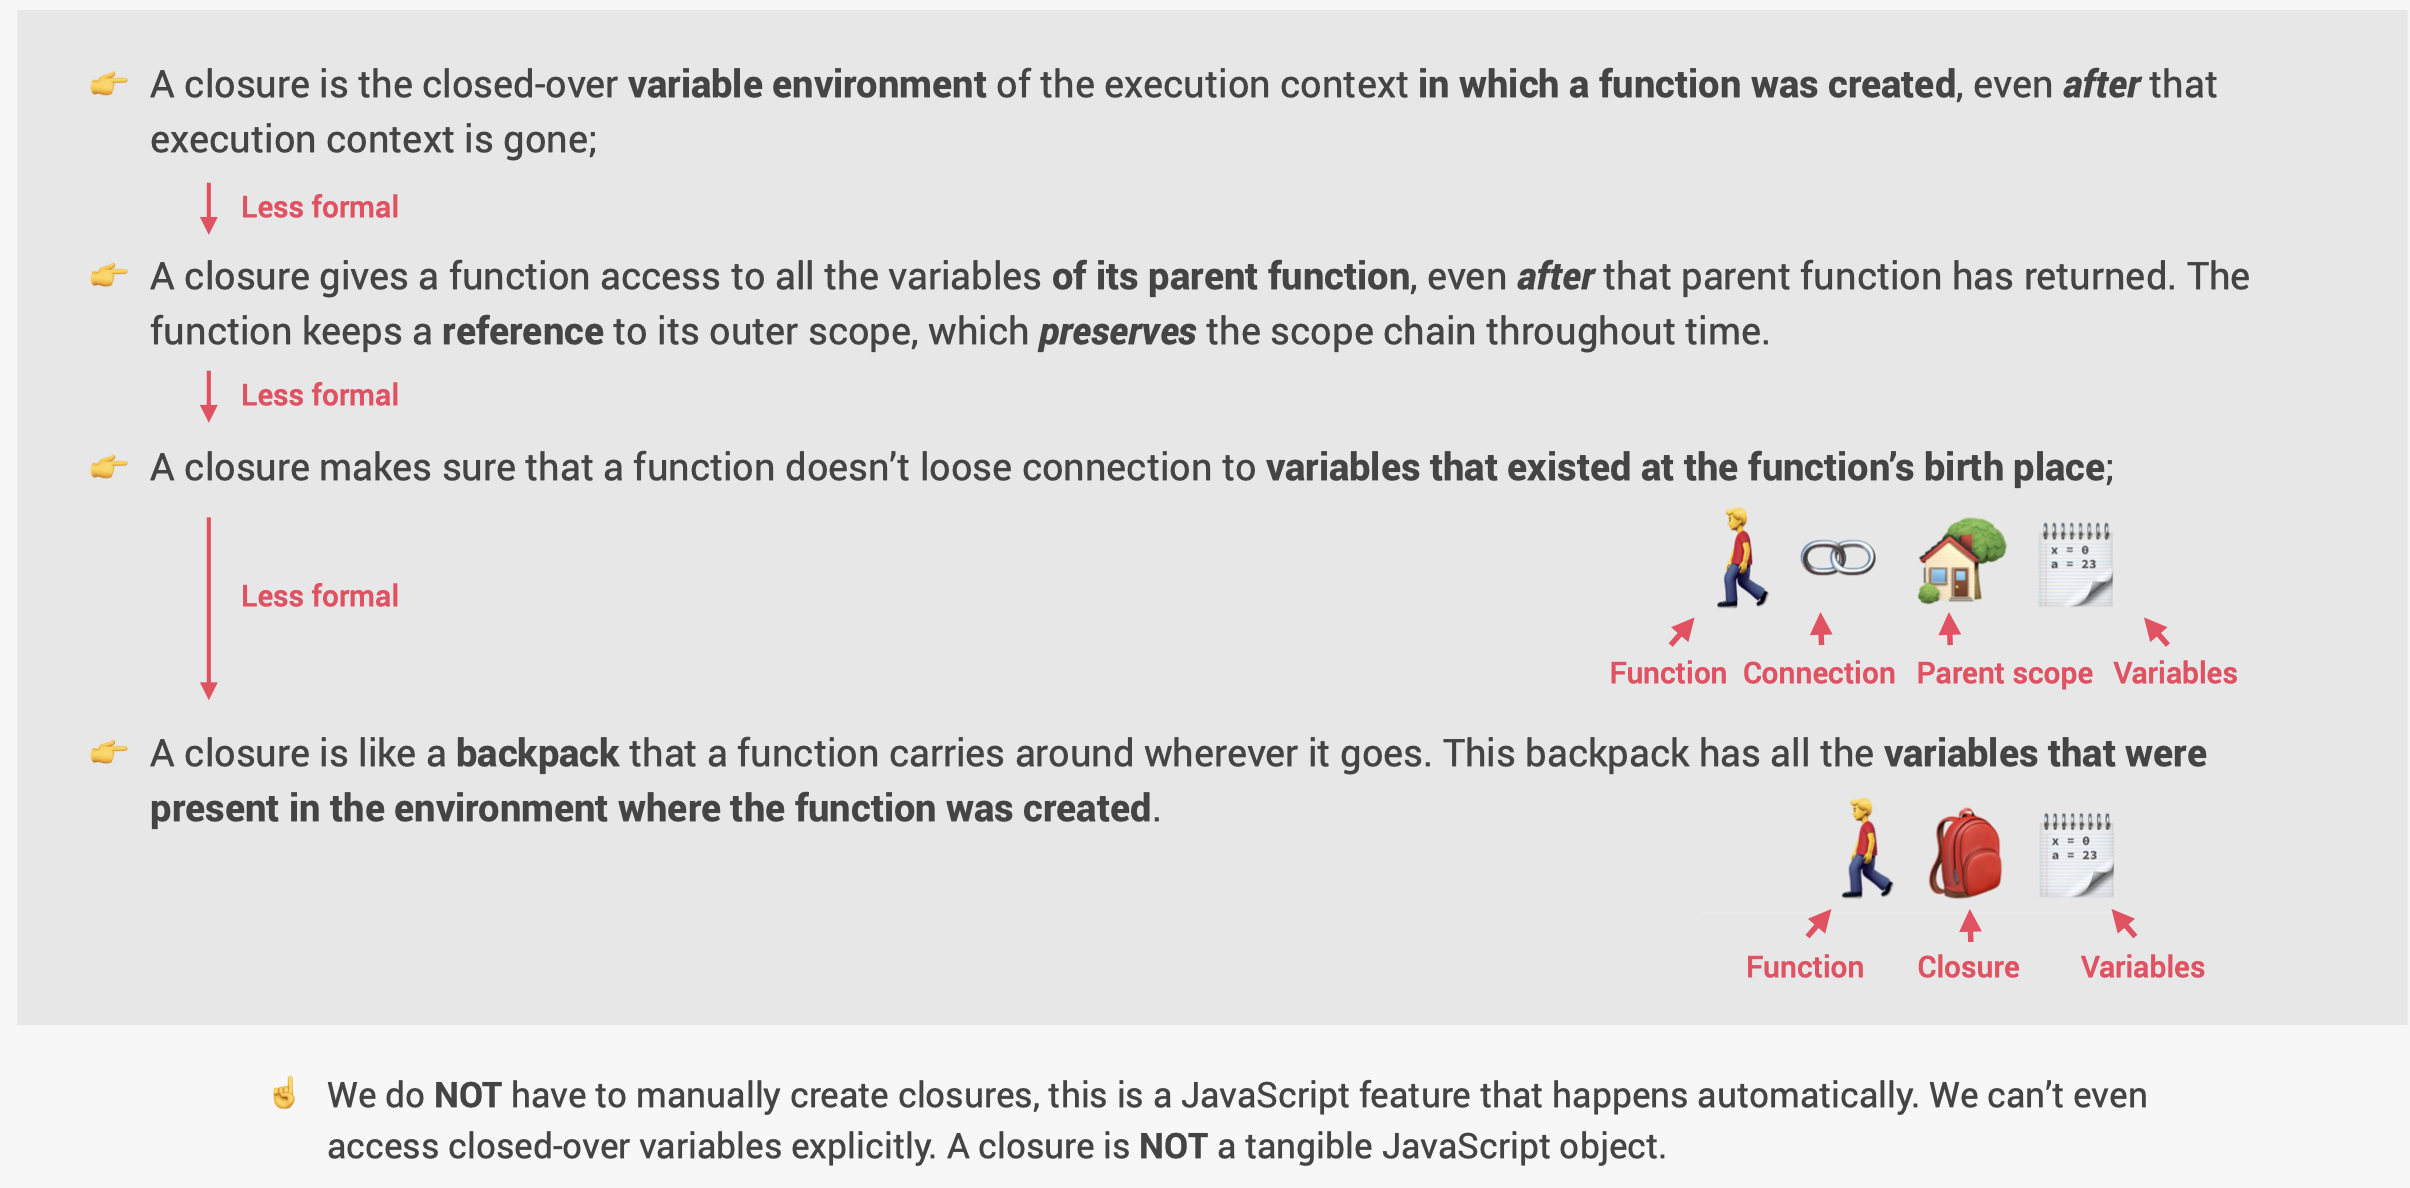 👉 A closure is the closed-over variable environment of the execution context in which a function was created, even after that
execution context is gone;
Less formal
👉 A closure gives a function access to all the variables of its parent function, even after that parent function has returned. The
function keeps a reference to its outer scope, which preserves the scope chain throughout time.
Less formal
👉 A closure makes sure that a function doesn’t loose connection to variables that existed at the function’s birth place;
x = 0
a = 23
Less formal
Function Connection Parent scope Variables
👉 A closure is like a backpack that a function carries around wherever it goes. This backpack has all the variables that were
present in the environment where the function was created.
x = 0
a = 23
Function Closure Variables
☝️ We do NOT have to manually create closures, this is a JavaScript feature that happens automatically. We can’t even
access closed-over variables explicitly. A closure is NOT a tangible JavaScript object.